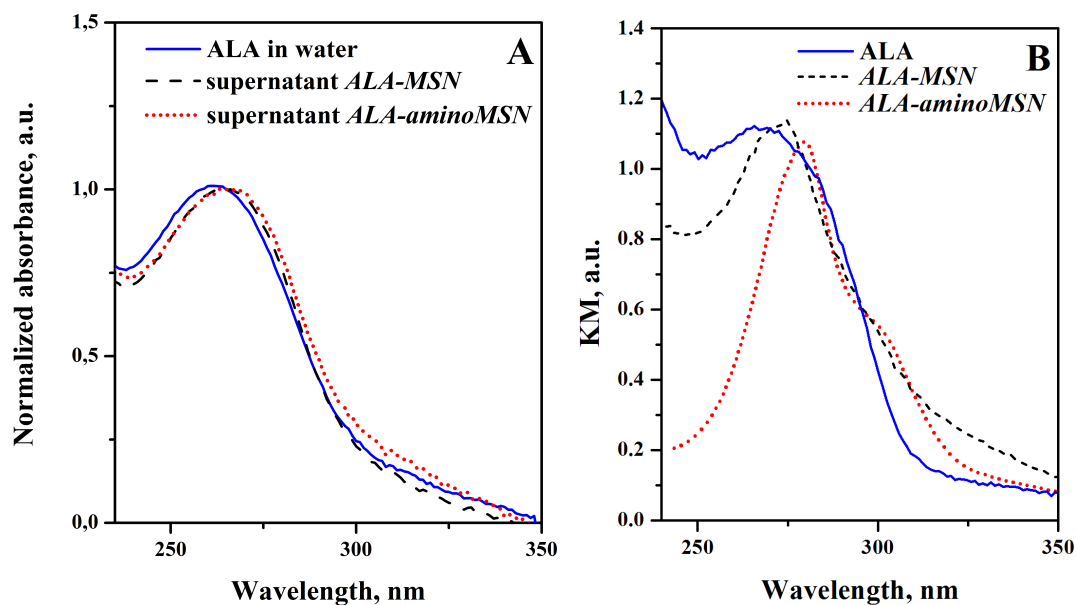 A
ALA in water
supernatant ALA-MSN
supernatant ALA-aminoMSN
1,5
1,0
0,5
0,0
250
300
350
Normalized absorbance, a.u.
Wavelength, nm
B
ALA
ALA-MSN
ALA-aminoMSN
1.4
1.2
1.0
0.8
0.6
0.4
0.2
0.0
250
300
350
KM, a.u.
Wavelength, nm